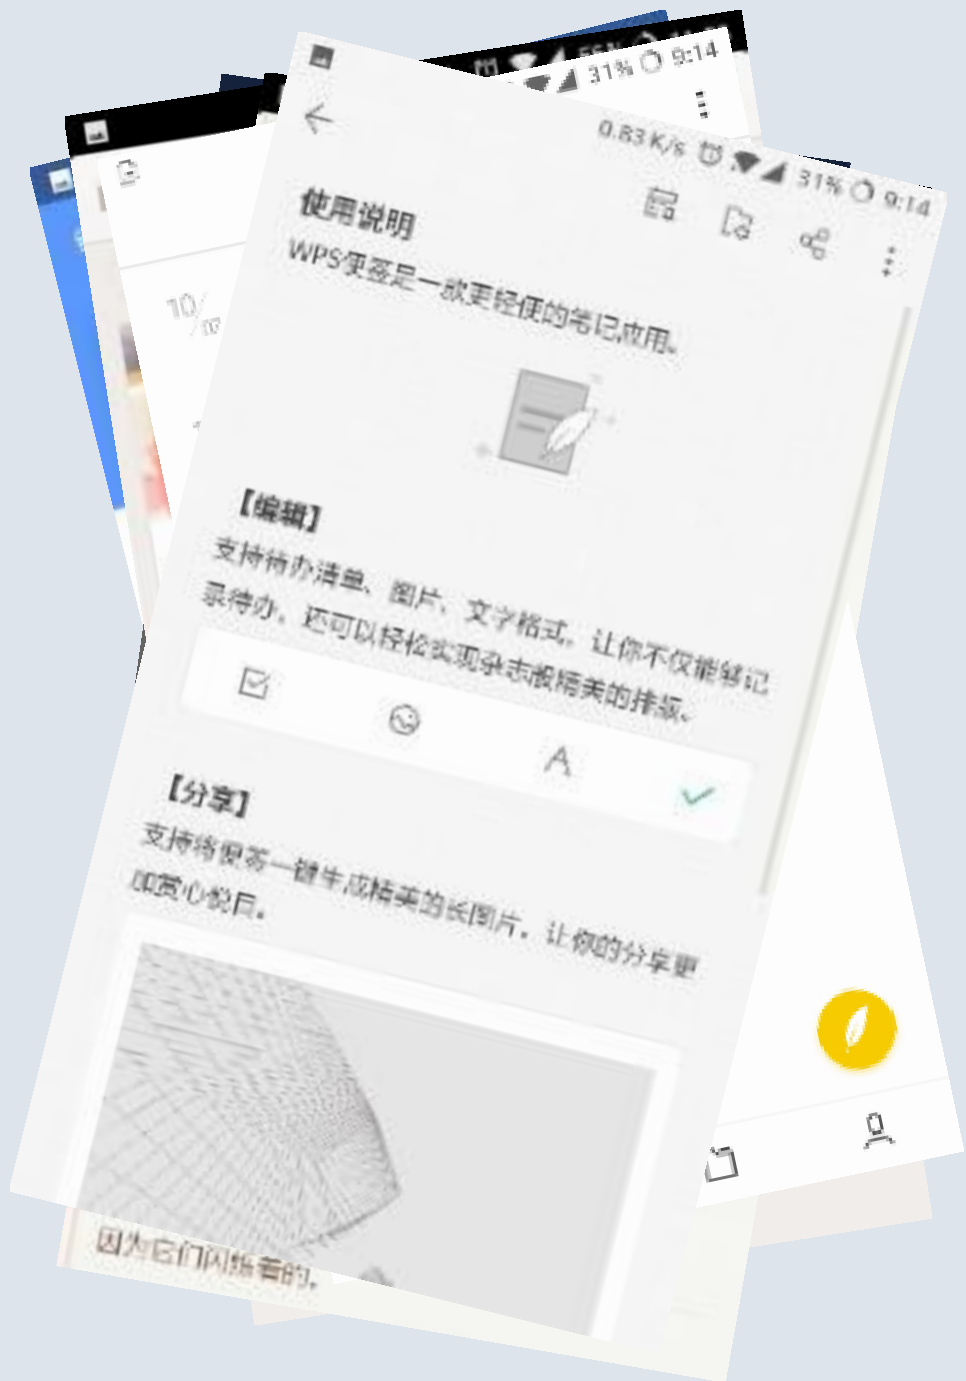 55%
31% 9:14
0.83 K/s 31% 9:14
10/
使用说明
WPS便签是一款更轻便的笔记应用。
【编辑】
支持待办清单、图片、文字格式。让你不仅能够记
录待办,还可以轻松实现杂志般精美的排版。
A
【分享】
支持将便签一键生成精美的长图片。让你的分享更
加赏心悦目。
因为它们闪烁着的,